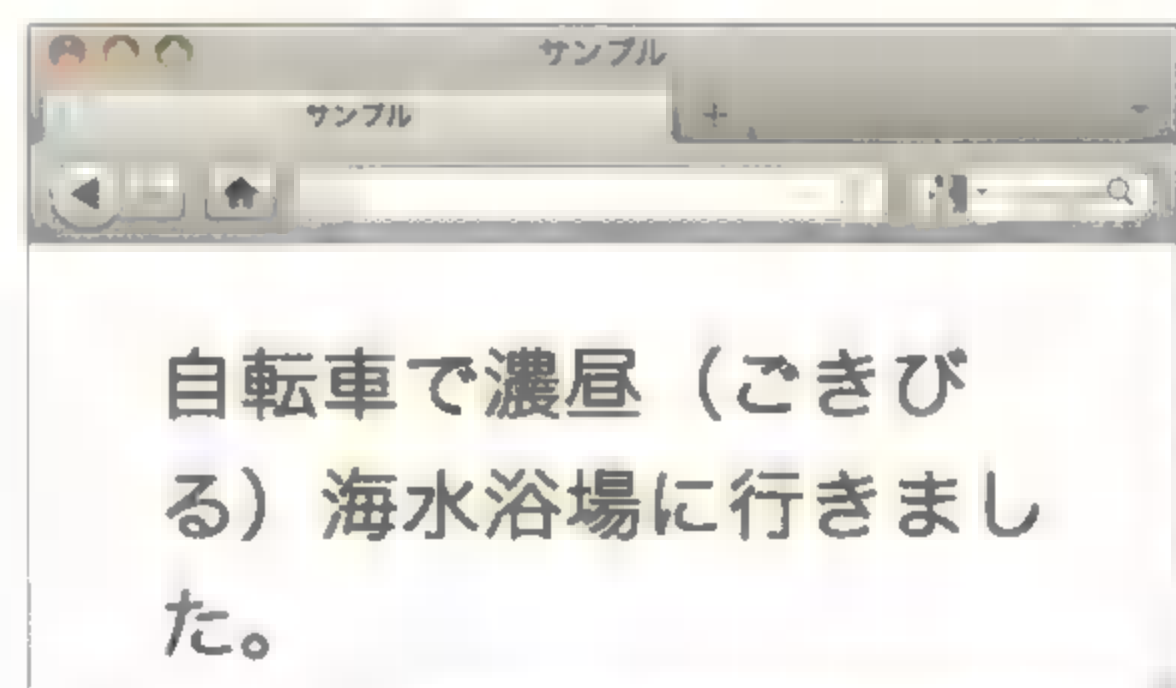 サンプル
サンプル
自転車で濃昼（ごきび
る）海水浴場に行きまし
た。